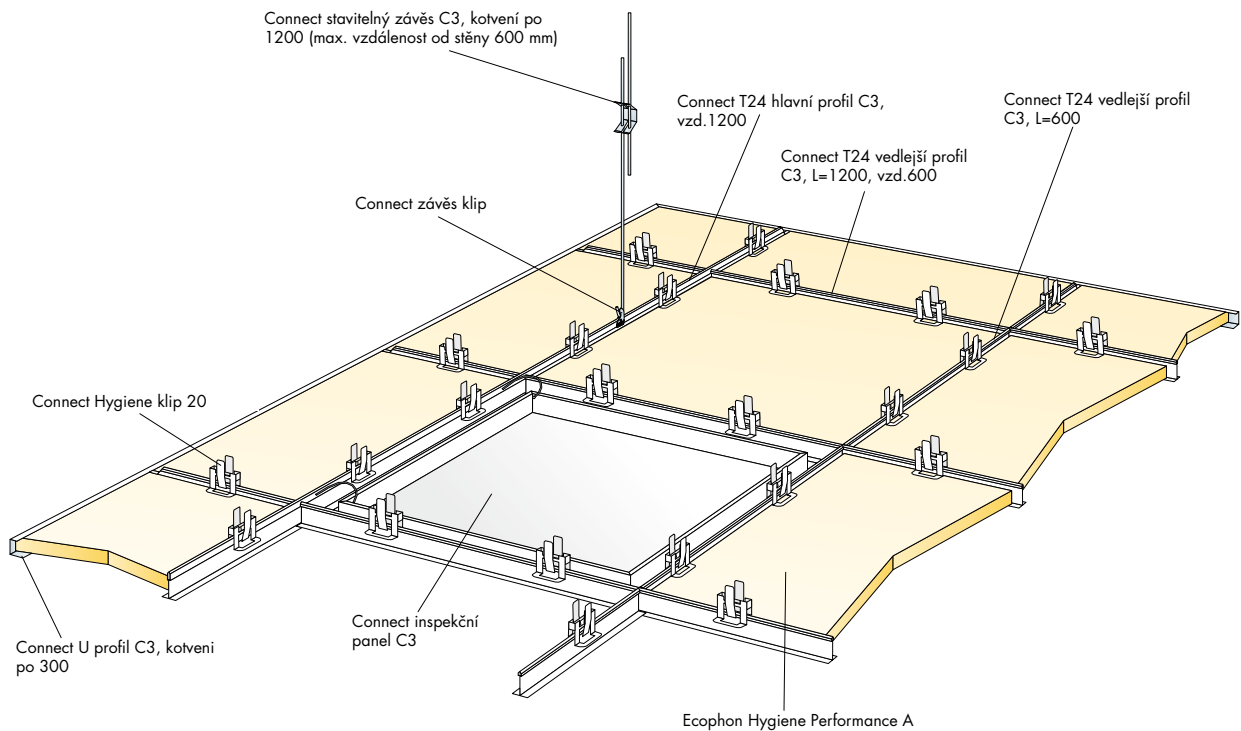 Connect stavitelný závěs C3, kotvení po
1200 (max. vzdálenost od stěny 600 mm)
Connect T24 hlavní profil C3,
vzd.1200
Connect T24 vedlejší profil
C3, L=600
Connect T24 vedlejší profil
C3, L=1200, vzd.600
Connect závěs klip
Connect Hygiene klip 20
Connect inspekční
panel C3
Connect U profil C3, kotveni
po 300
Ecophon Hygiene Performance A